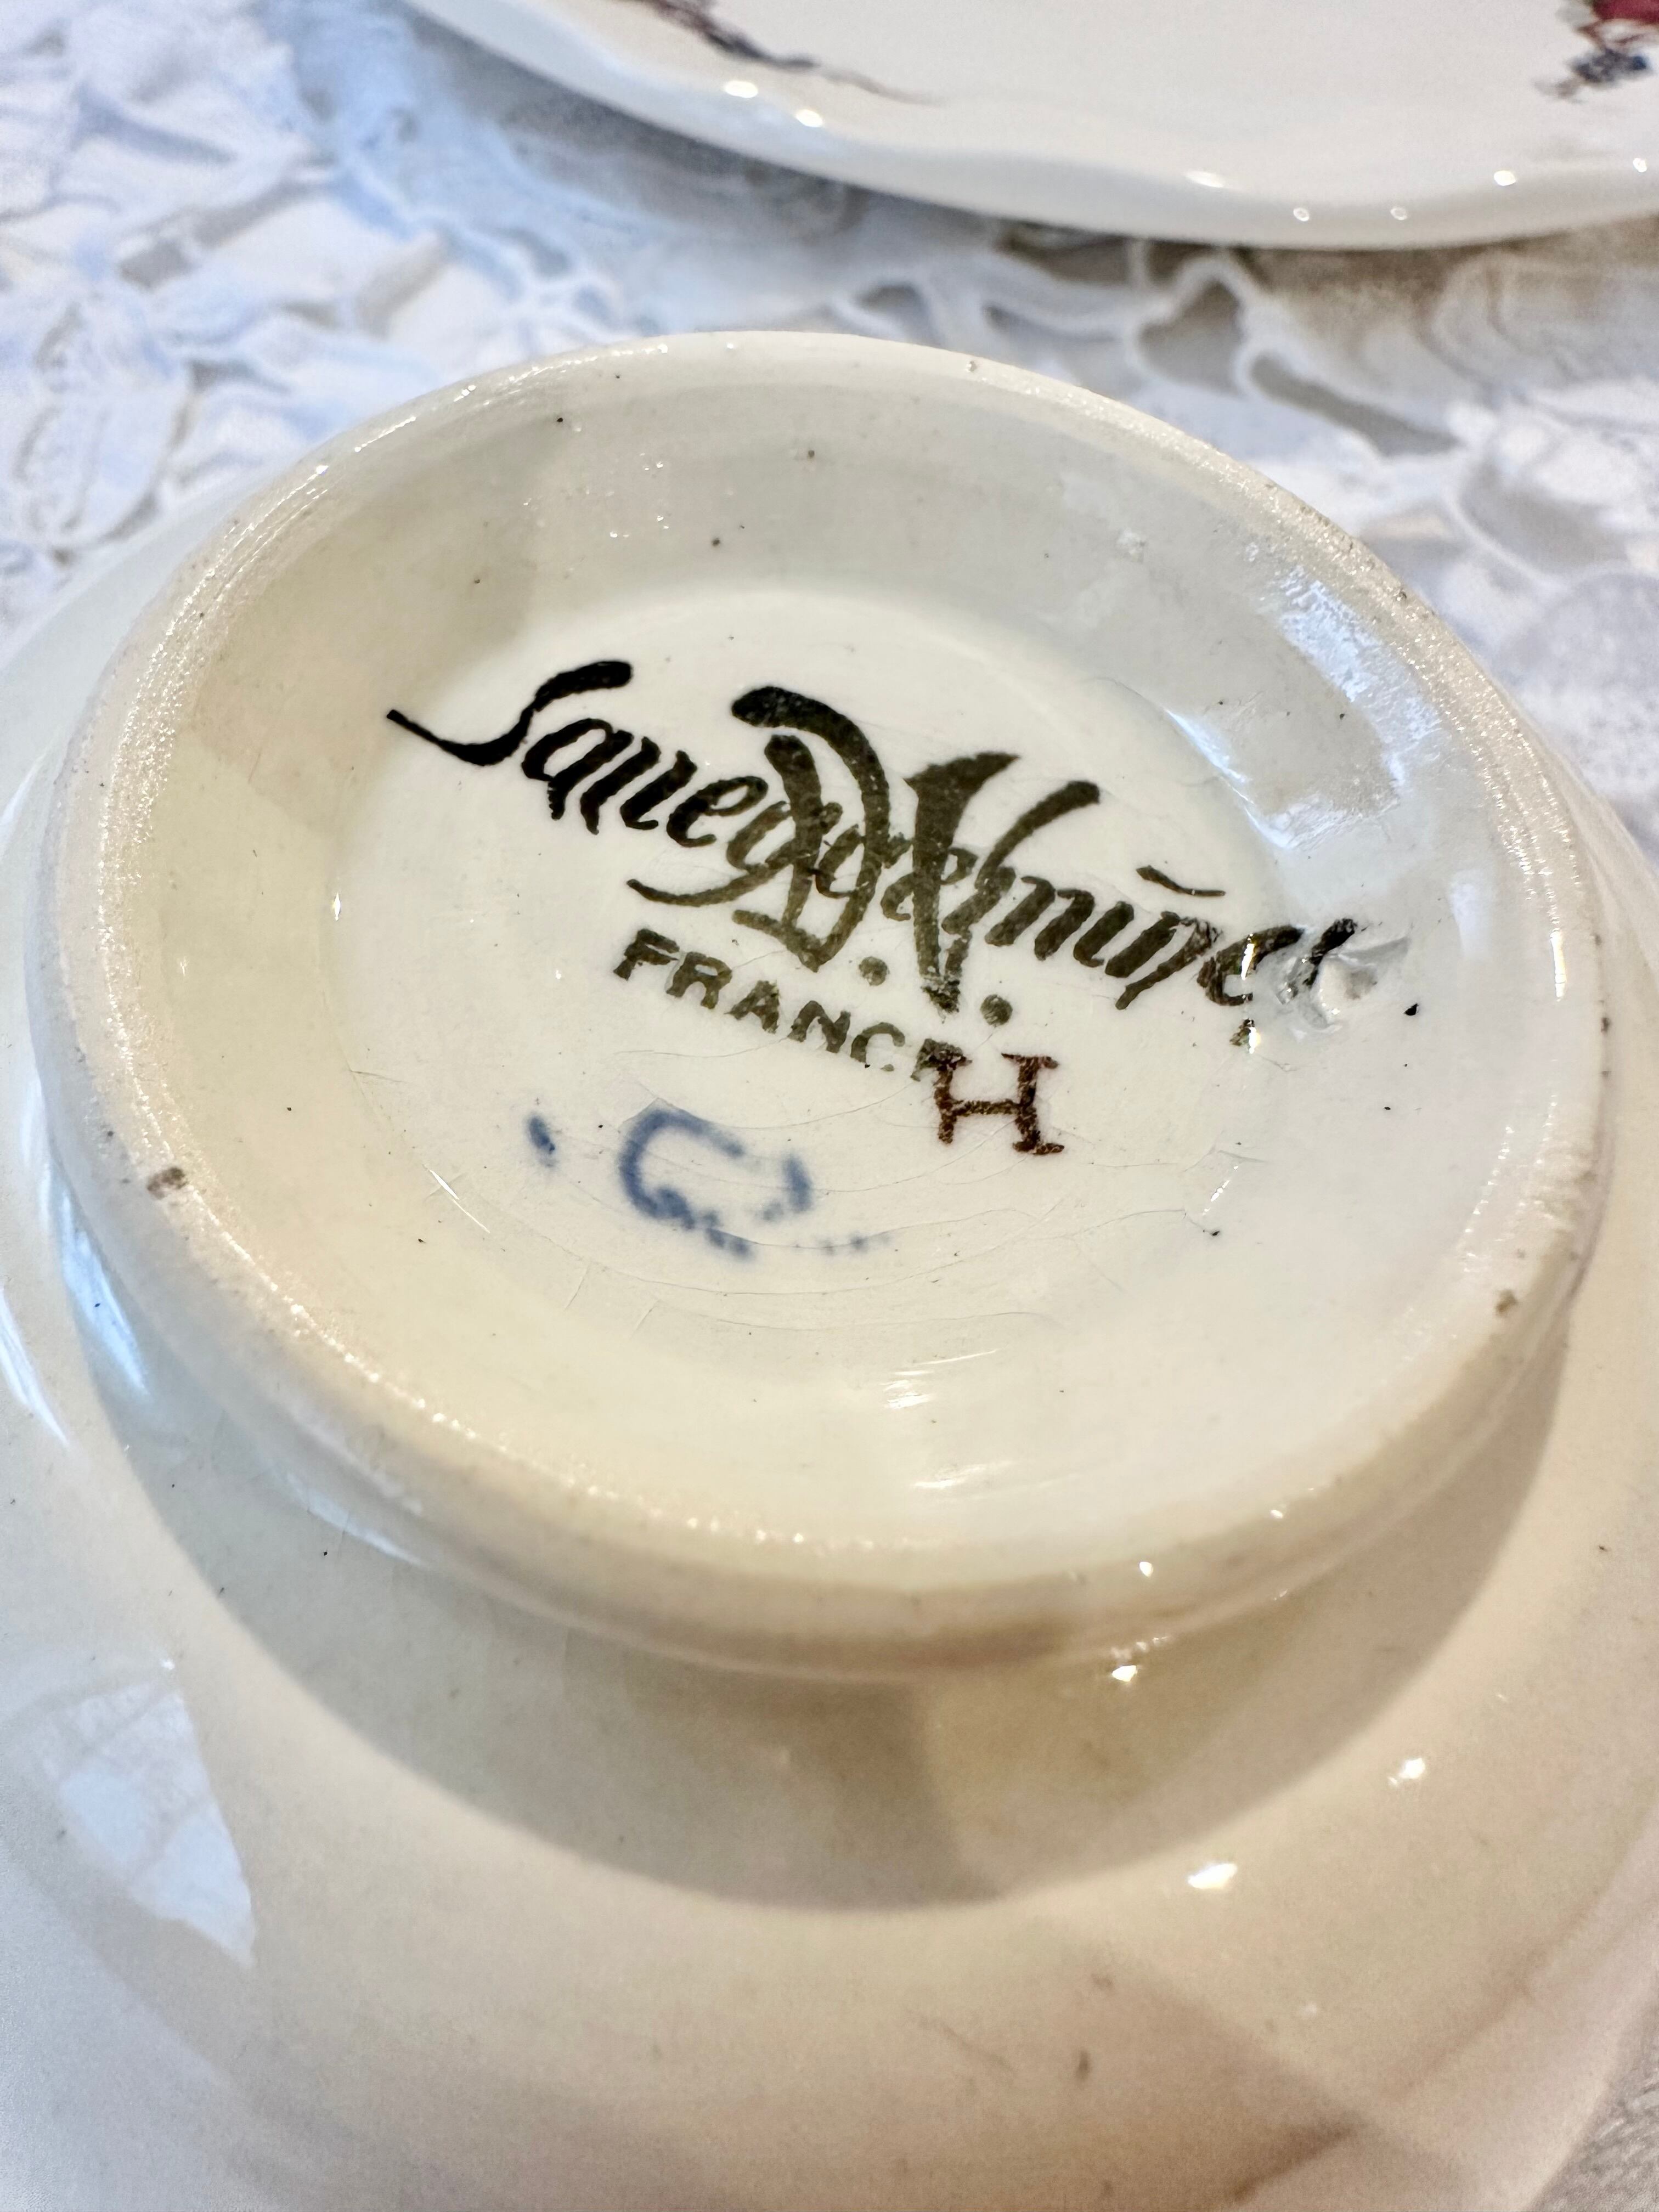 Sarreguemines
D.V.
FRANCE
H